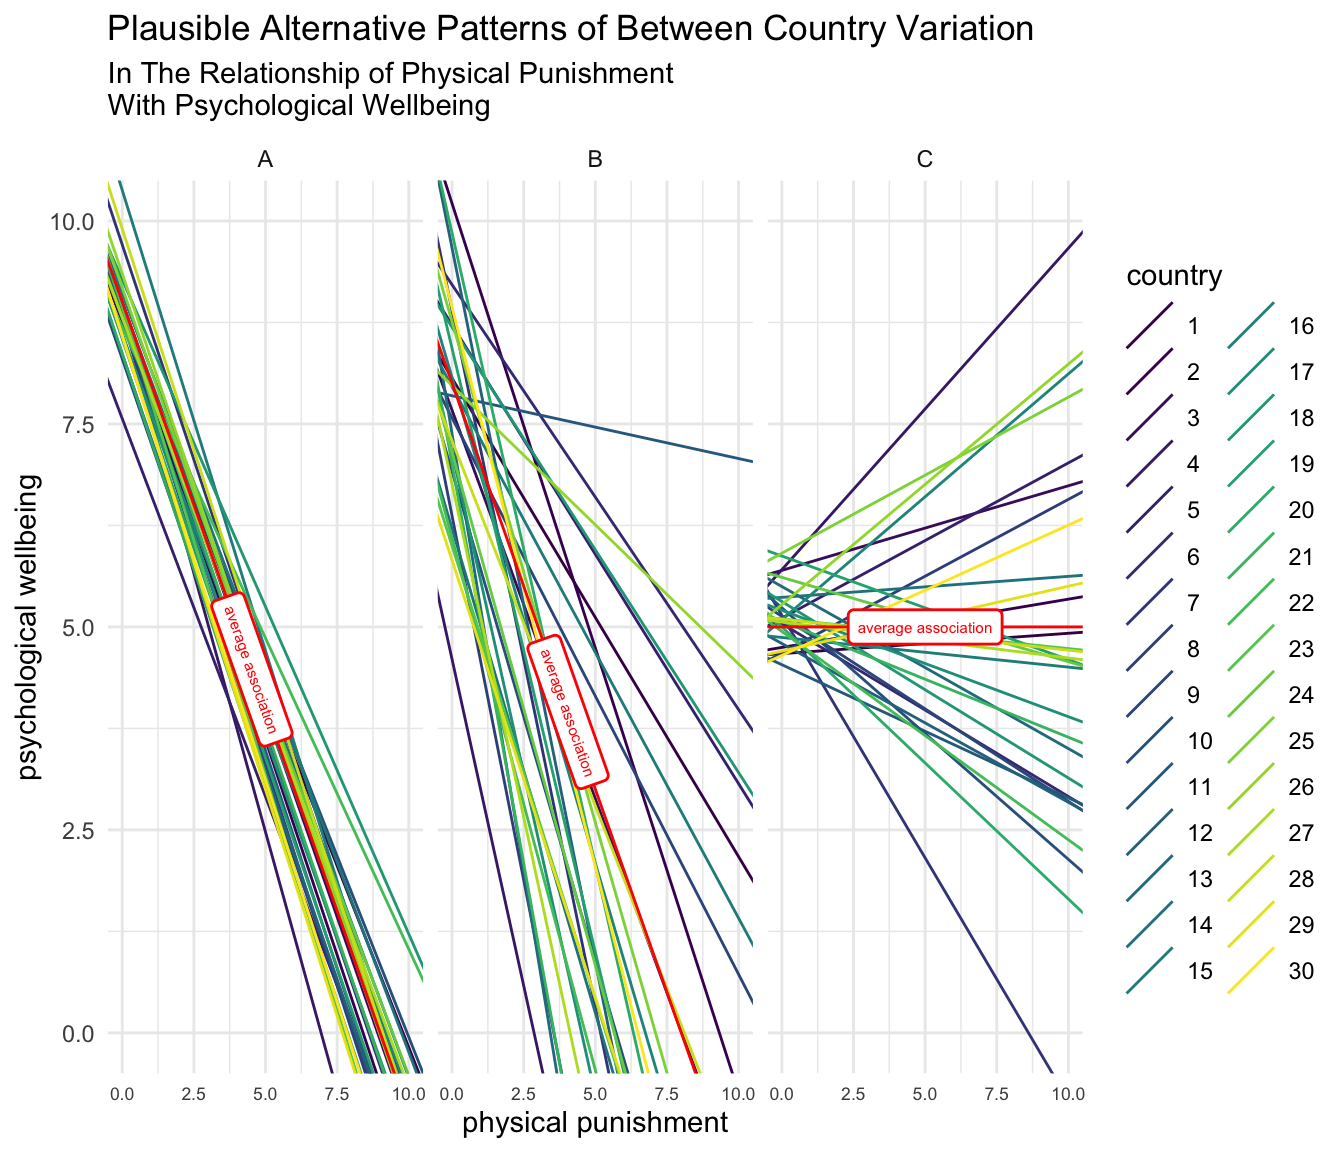 Plausible Alternative Patterns of Between Country Variation
In The Relationship of Physical Punishment
With Psychological Wellbeing
A
B
C
10.0
7.5
5.0
2.5
0.0
psychological wellbeing
average association
average association
average association
0.0 2.5 5.0 7.5 10.0
0.0 2.5 5.0 7.5 10.0
0.0 2.5 5.0 7.5 10.0
physical punishment
country
1 16
2 17
3 18
4 19
5 20
6 21
7 22
8 23
9 24
10 25
11 26
12 27
13 28
14 29
15 30